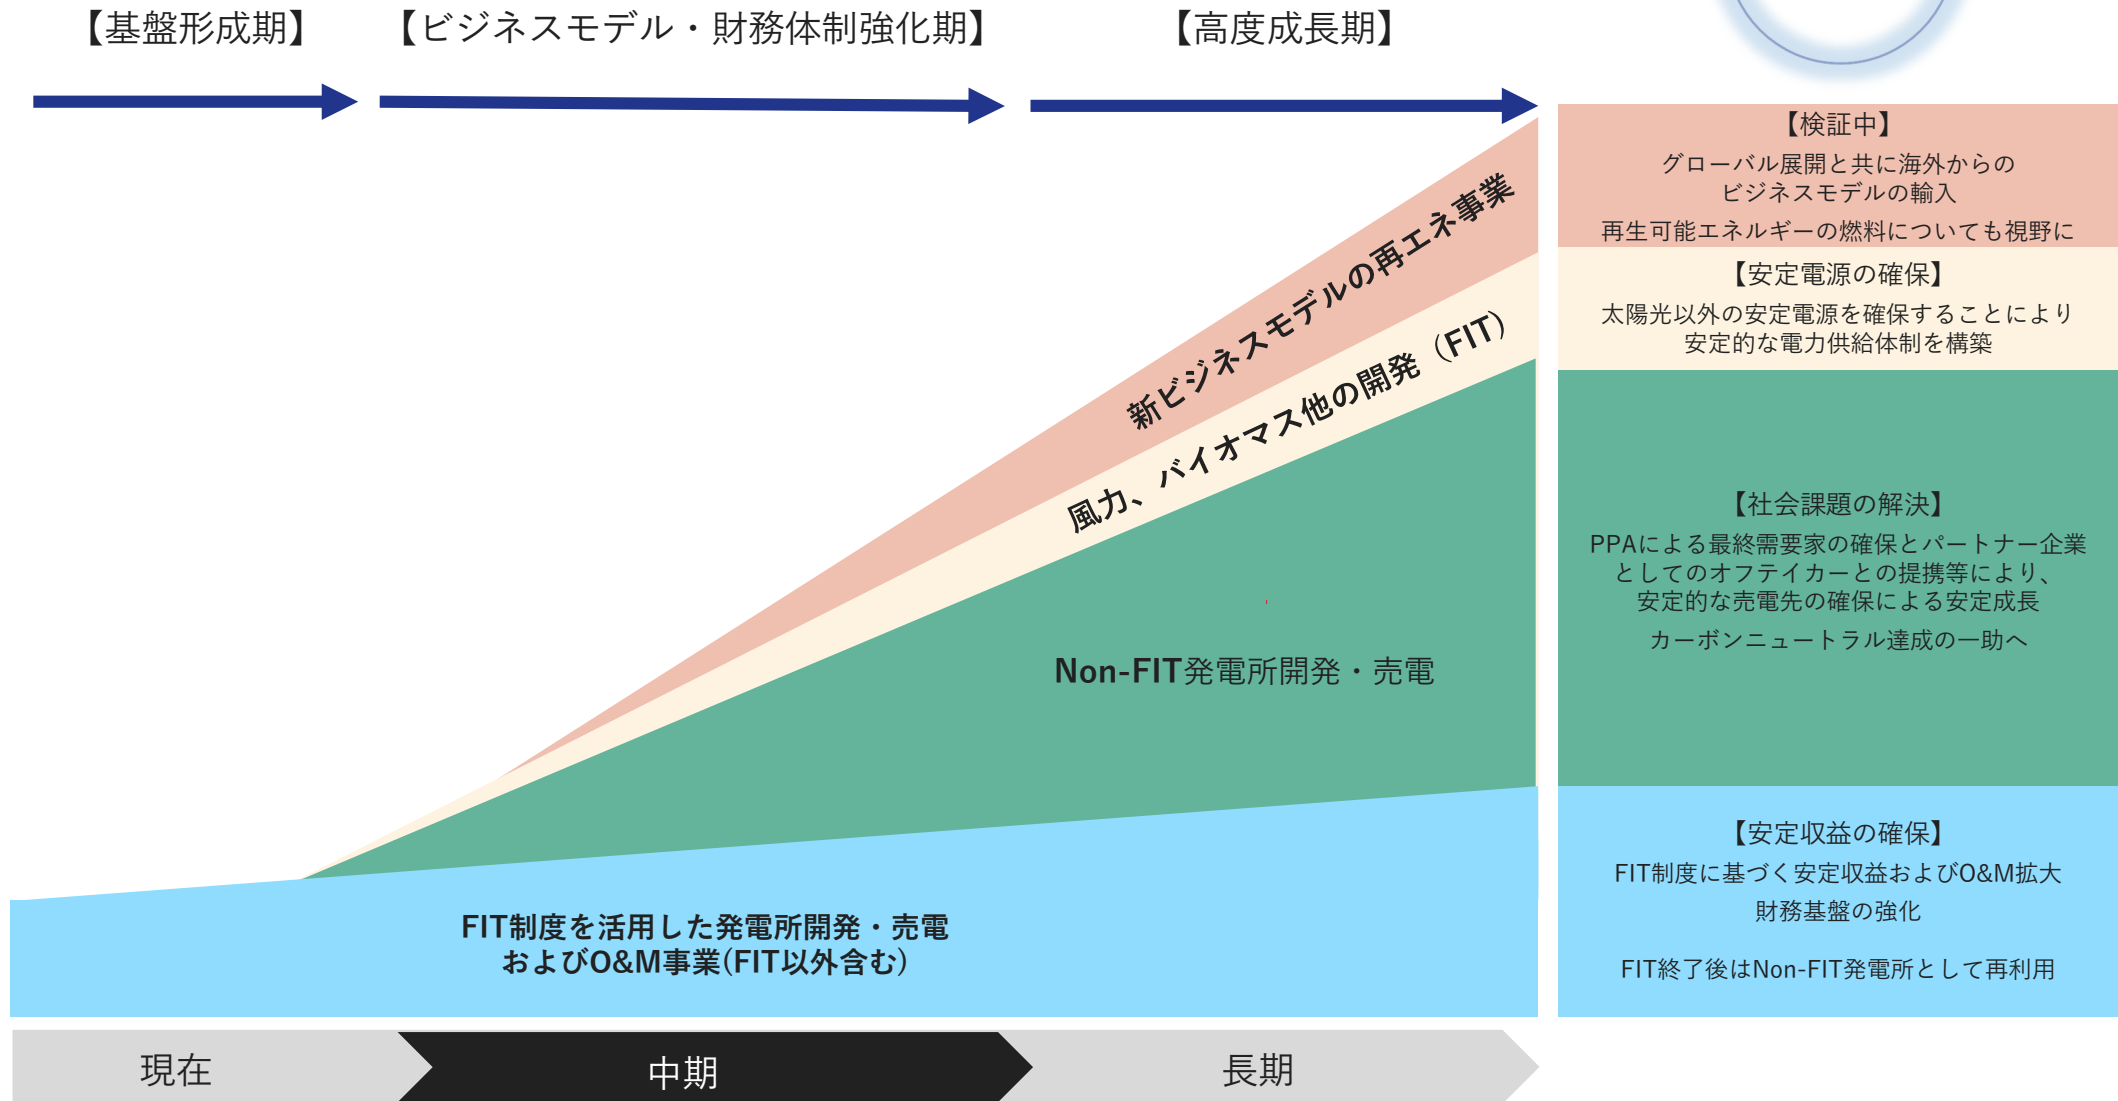 【基盤形成期】
【ビジネスモデル・財務体制強化期】
【高度成長期】
新ビジネスモデルの再エネ事業
風力、バイオマス他の開発（FIT）
Non-FIT発電所開発・売電
FIT制度を活用した発電所開発・売電
およびO&M事業(FIT以外含む)
【検証中】
グローバル展開と共に海外からの
ビジネスモデルの輸入
再生可能エネルギーの燃料についても視野に
【安定電源の確保】
太陽光以外の安定電源を確保することにより
安定的な電力供給体制を構築
【社会課題の解決】
PPAによる最終需要家の確保とパートナー企業
としてのオフテイカーとの提携等により、
安定的な売電先の確保による安定成長
カーボンニュートラル達成の一助へ
【安定収益の確保】
FIT制度に基づく安定収益およびO&M拡大
財務基盤の強化
FIT終了後はNon-FIT発電所として再利用
現在
中期
長期